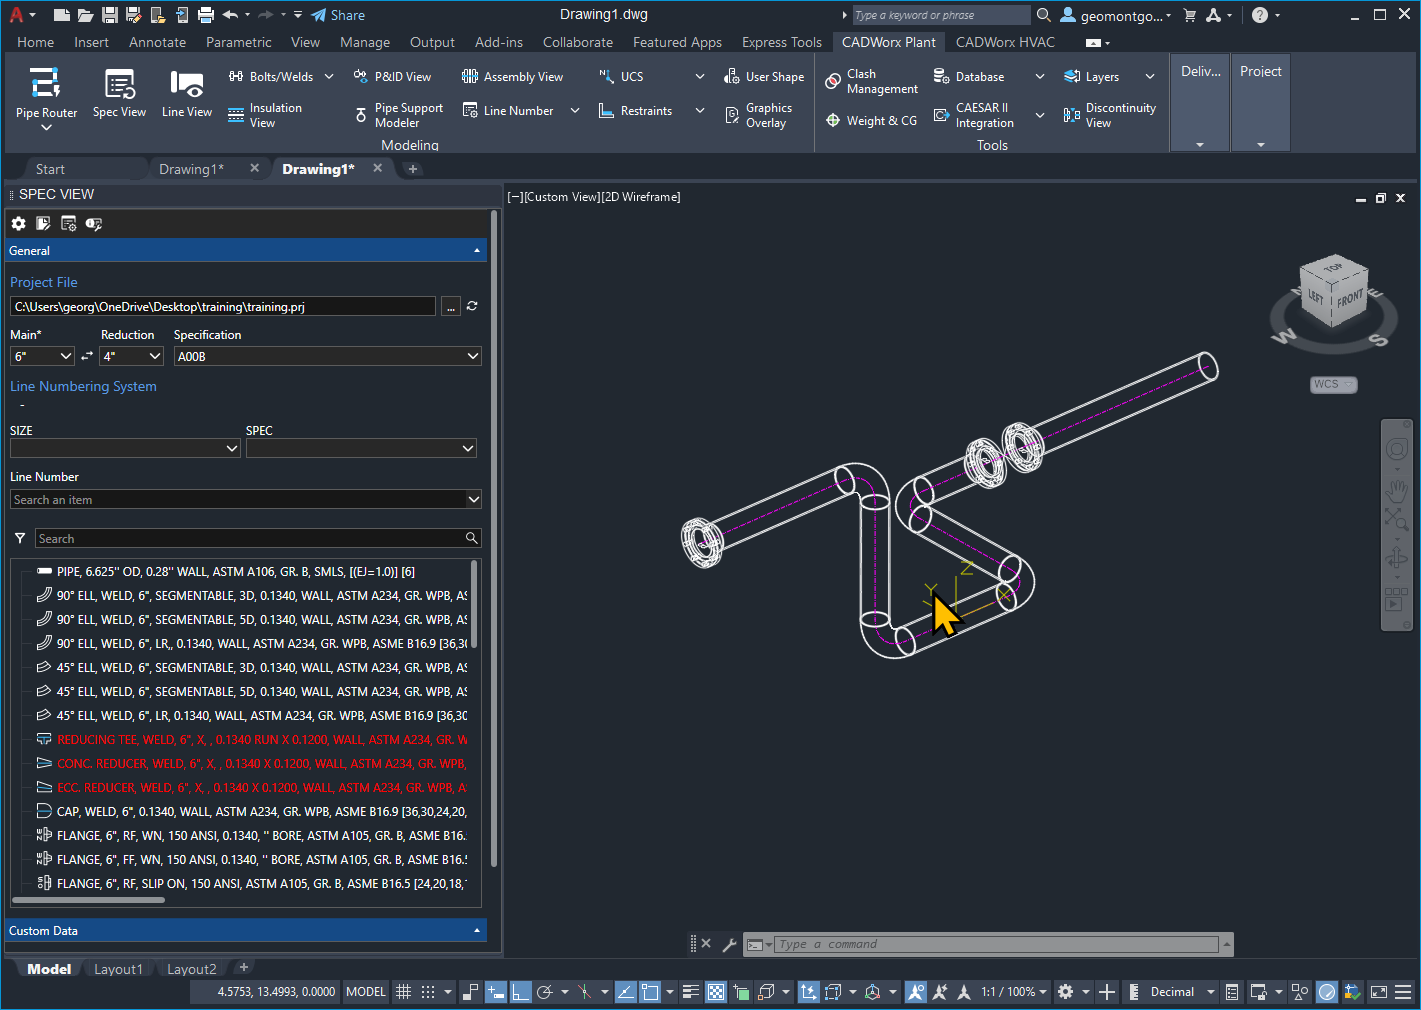 Share
Drawing1.dwg
Type a keyword or phrase
geomontgo...
Home Insert Annotate Parametric View Manage Output Add-ins Collaborate Featured Apps Express Tools CADWorx Plant CADWorx HVAC
Pipe Router
Spec View
Line View
Bolts/Welds
Insulation
View
P&ID View
Pipe Support
Modeler
Assembly View
Line Number
UCS
Restraints
User Shape
Graphics
Overlay
Modeling
Clash
Management
Weight & CG
Database
CAESAR II
Integration
Layers
Discontinuity
View
Tools
Deliv...
Project
Start
Drawing1*
Drawing1*
SPEC VIEW
General
Project File
C:\Users\georg\OneDrive\Desktop\training\training.prj
...
Main* Reduction Specification
6" 4" A00B
Line Numbering System
-
SIZE SPEC
Line Number
Search an item
Search
PIPE, 6.625" OD, 0.28" WALL, ASTM A106, GR. B, SMLS, [(EJ=1.0)] [6]
90° ELL, WELD, 6", SEGMENTABLE, 3D, 0.1340, WALL, ASTM A234, GR. WPB, AS
90° ELL, WELD, 6", SEGMENTABLE, 5D, 0.1340, WALL, ASTM A234, GR. WPB, AS
90° ELL, WELD, 6", LR,, 0.1340, WALL, ASTM A234, GR. WPB, ASME B16.9 [36,30
45° ELL, WELD, 6", SEGMENTABLE, 3D, 0.1340, WALL, ASTM A234, GR. WPB, AS
45° ELL, WELD, 6", SEGMENTABLE, 5D, 0.1340, WALL, ASTM A234, GR. WPB, AS
45° ELL, WELD, 6", LR, 0.1340, WALL, ASTM A234, GR. WPB, ASME B16.9 [36,30
REDUCING TEE, WELD, 6", X, , 0.1340 RUN X 0.1200, WALL, ASTM A234, GR. W
CONC. REDUCER, WELD, 6", X, , 0.1340 X 0.1200, WALL, ASTM A234, GR. WPB,
ECC. REDUCER, WELD, 6", X, , 0.1340 X 0.1200, WALL, ASTM A234, GR. WPB, A
CAP, WELD, 6", 0.1340, WALL, ASTM A234, GR. WPB, ASME B16.9 [36,30,24,20,
FLANGE, 6", RF, WN, 150 ANSI, 0.1340, " BORE, ASTM A105, GR. B, ASME B16.
FLANGE, 6", FF, WN, 150 ANSI, 0.1340, " BORE, ASTM A105, GR. B, ASME B16.5
FLANGE, 6", RF, SLIP ON, 150 ANSI, ASTM A105, GR. B, ASME B16.5 [24,20,18,
Custom Data
[−][Custom View][2D Wireframe]
TOP
LEFT
FRONT
N
E
W
S
WCS
Z
Y
X
Type a command
Model Layout1 Layout2
4.5753, 13.4993, 0.0000 MODEL 1:1 / 100% Decimal